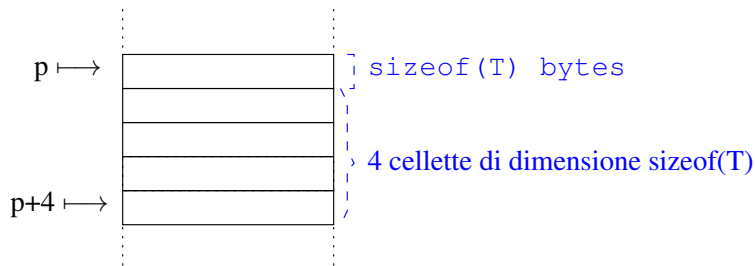 p ⟼ sizeof(T) bytes
4 cellette di dimensione sizeof(T)
p+4 ⟼